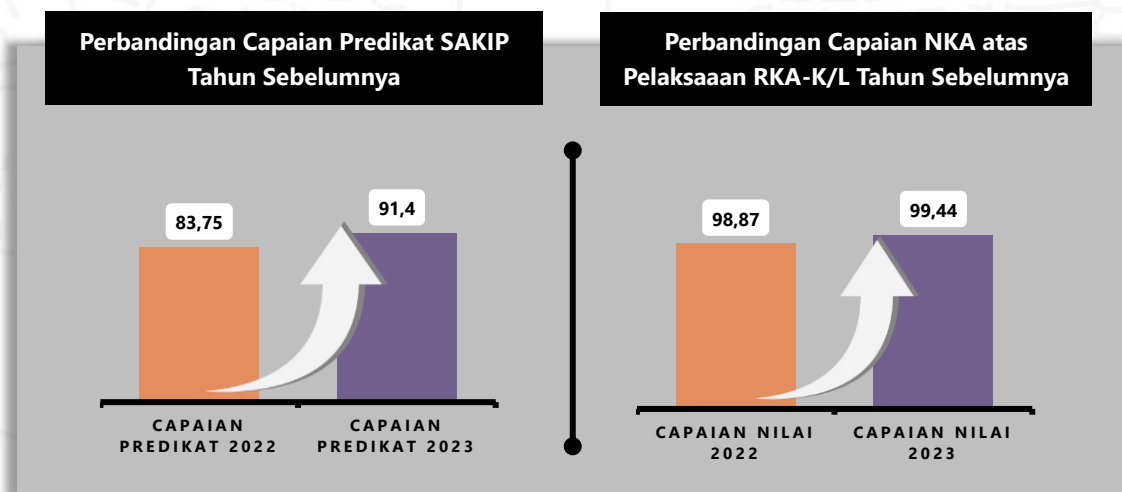 Perbandingan Capaian Predikat SAKIP
Tahun Sebelumnya
83,75
91,4
CAPAIAN
PREDIKAT 2022
CAPAIAN
PREDIKAT 2023
Perbandingan Capaian NKA atas
Pelaksaaan RKA-K/L Tahun Sebelumnya
98,87
99,44
CAPAIAN NILAI
2022
CAPAIAN NILAI
2023